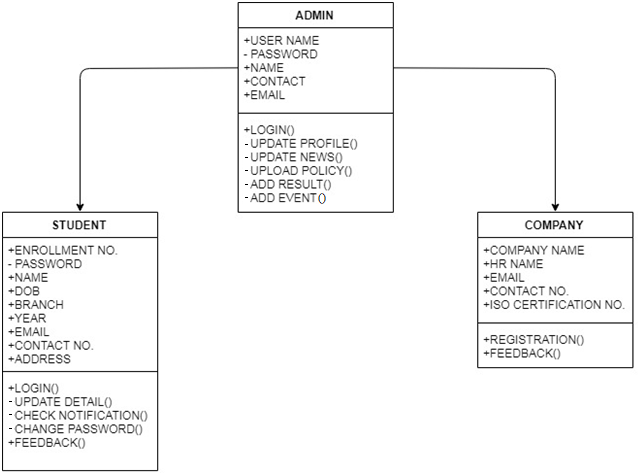 ADMIN
+USER NAME
- PASSWORD
+NAME
+CONTACT
+EMAIL
+LOGIN()
- UPDATE PROFILE()
- UPDATE NEWS()
- UPLOAD POLICY()
- ADD RESULT()
- ADD EVENT()
STUDENT
+ENROLLMENT NO.
- PASSWORD
+NAME
+DOB
+BRANCH
+YEAR
+EMAIL
+CONTACT NO.
+ADDRESS
+LOGIN()
- UPDATE DETAIL()
- CHECK NOTIFICATION()
- CHANGE PASSWORD()
+FEEDBACK()
COMPANY
+COMPANY NAME
+HR NAME
+EMAIL
+CONTACT NO.
+ISO CERTIFICATION NO.
+REGISTRATION()
+FEEDBACK()